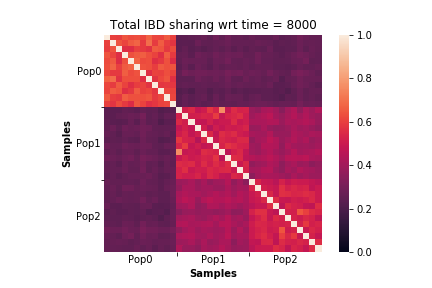 Total IBD sharing wrt time = 8000
Pop0
Pop1
Pop2
Samples
Pop0 Pop1 Pop2
Samples
1.0
0.8
0.6
0.4
0.2
0.0